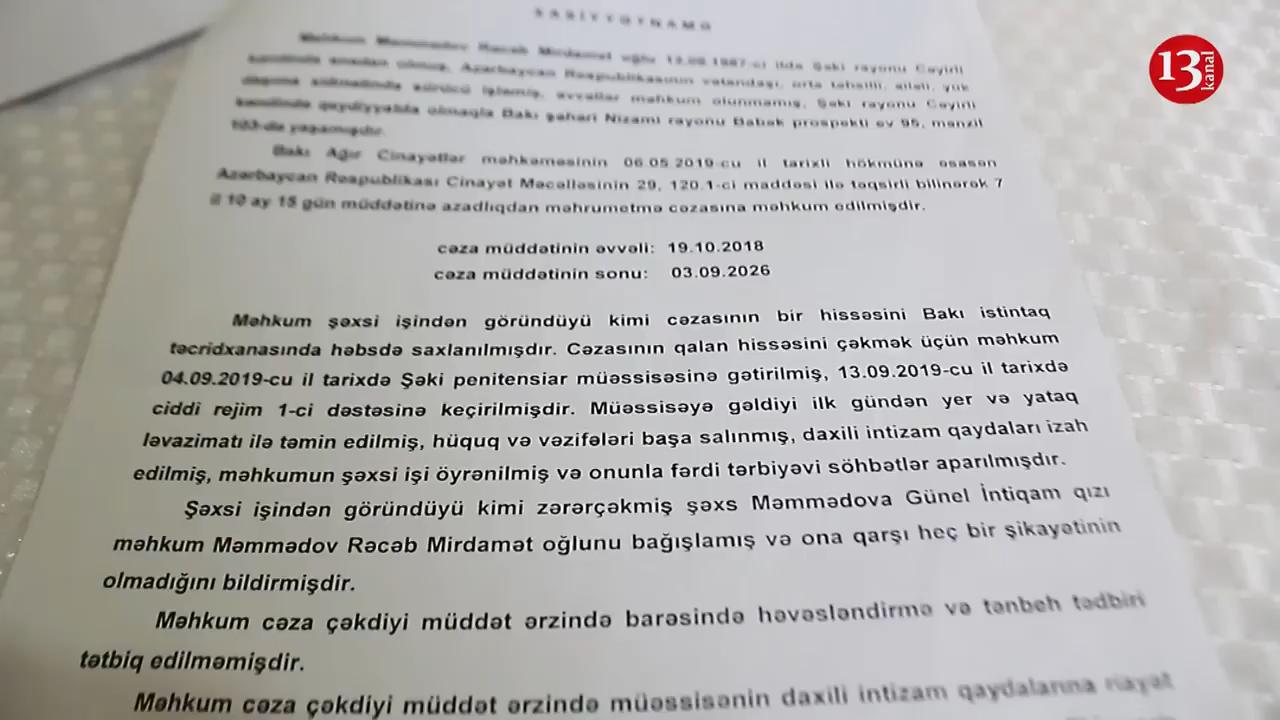 13
kanal
Məhkum Məmmədov Rəcəb Mirdamət oğlu 1987-ci ildə Şəki rayonu Cəyirli
kəndində anadan olmuş, Azərbaycan Respublikasının vətəndaşı, orta təhsilli, ailəli, yük
daşıma xidmətində sürücü işləmiş, əvvəllər məhkum olunmamış, Şəki rayonu
kəndində qeydiyyatda olmaqla Bakı şəhəri Nizami rayonu Babək prospekti ev 95, mənzil
103-də yaşamışdır.
Bakı Ağır Cinayətlər məhkəməsinin 06.05.2019-cu il tarixli hökmünə əsasən
Azərbaycan Respublikası Cinayət Məcəlləsinin 29, 120.1-ci maddəsi ilə təqsirli bilinərək 7
il 10 ay 15 gün müddətinə azadlıqdan məhrumetmə cəzasına məhkum edilmişdir.
cəza müddətinin əvvəli: 19.10.2018
cəza müddətinin sonu: 03.09.2026
Məhkum şəxsi işindən göründüyü kimi cəzasının bir hissəsini Bakı istintaq
təcridxanasında həbsdə saxlanılmışdır. Cəzasının qalan hissəsini çəkmək üçün məhkum
04.09.2019-cu il tarixdə Şəki penitensiar müəssisəsinə gətirilmiş, 13.09.2019-cu il tarixdə
ciddi rejim 1-ci dəstəsinə keçirilmişdir. Müəssisəyə gəldiyi ilk gündən yer və yataq
ləvazimatı ilə təmin edilmiş, hüquq və vəzifələri başa salınmış, daxili intizam qaydaları izah
edilmiş, məhkumun şəxsi işi öyrənilmiş və onunla fərdi tərbiyəvi söhbətlər aparılmışdır.
Şəxsi işindən göründüyü kimi zərərçəkmiş şəxs Məmmədova Günel İntiqam qızı
məhkum Məmmədov Rəcəb Mirdamət oğlunu bağışlamış və ona qarşı heç bir şikayətinin
olmadığını bildirmişdir.
Məhkum cəza çəkdiyi müddət ərzində barəsində həvəsləndirmə və tənbeh tədbiri
tətbiq edilməmişdir.
Məhkum cəza çəkdiyi müddət ərzində müəssisənin daxili intizam qaydalarına riayət